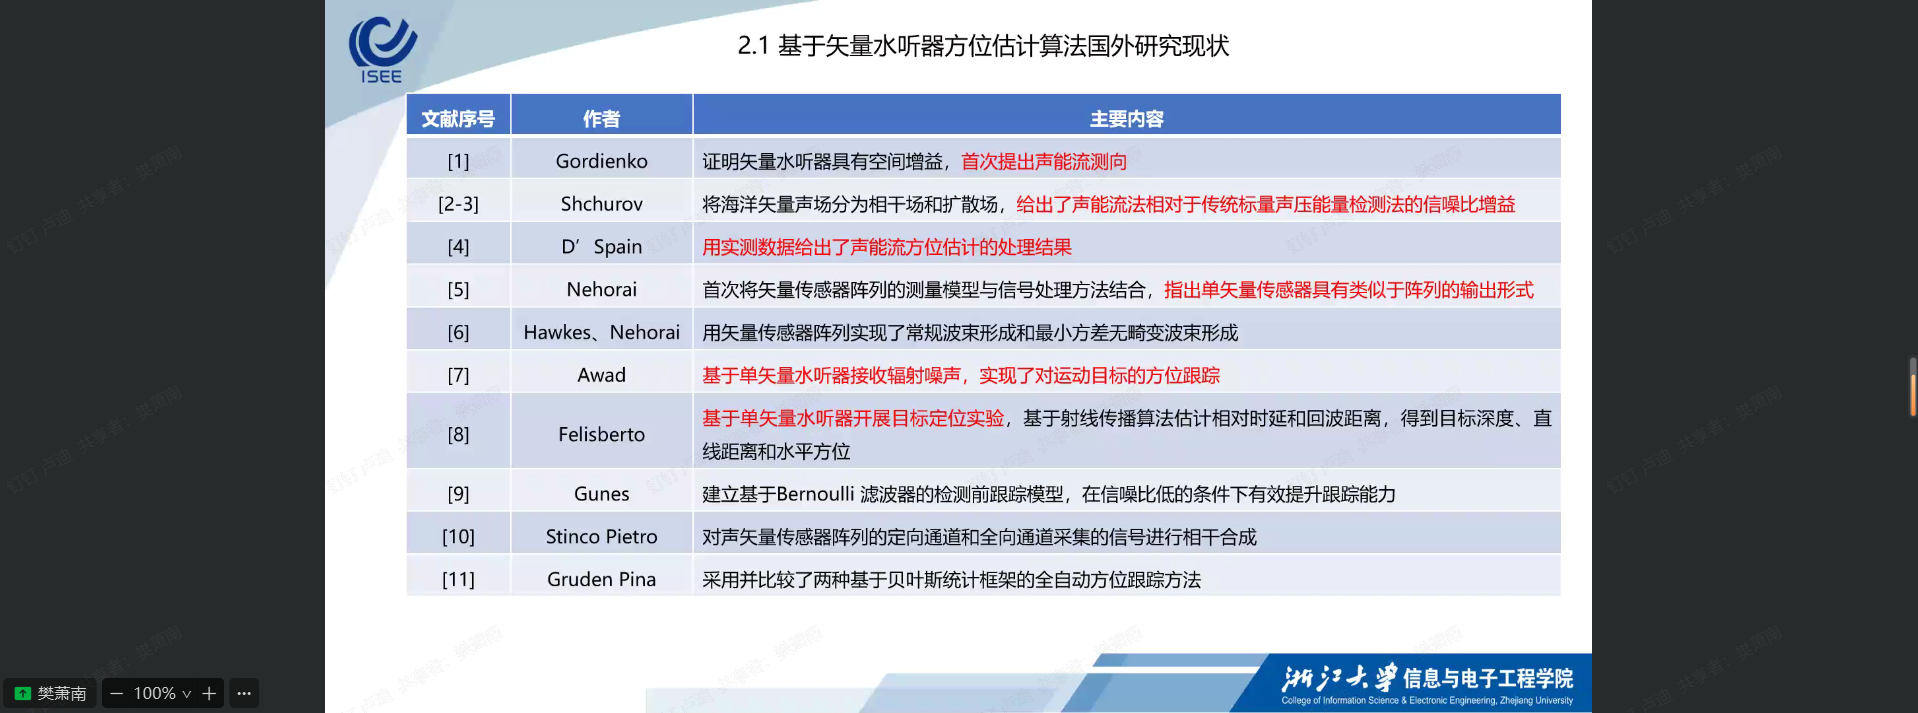 ISEE
2.1 基于矢量水听器方位估计算法国外研究现状
文献序号 作者 主要内容
[1] Gordienko 证明矢量水听器具有空间增益，首次提出声能流测向
[2-3] Shchurov 将海洋矢量声场分为相干场和扩散场，给出了声能流法相对于传统标量声压能量检测法的信噪比增益
[4] D’Spain 用实测数据给出了声能流方位估计的处理结果
[5] Nehorai 首次将矢量传感器阵列的测量模型与信号处理方法结合，指出单矢量传感器具有类似于阵列的输出形式
[6] Hawkes、Nehorai 用矢量传感器阵列实现了常规波束形成和最小方差无畸变波束形成
[7] Awad 基于单矢量水听器接收辐射噪声，实现了对运动目标的方位跟踪
[8] Felisberto 基于单矢量水听器开展目标定位实验，基于射线传播算法估计相对时延和回波距离，得到目标深度、直
线距离和水平方位
[9] Gunes 建立基于Bernoulli 滤波器的检测前跟踪模型，在信噪比低的条件下有效提升跟踪能力
[10] Stinco Pietro 对声矢量传感器阵列的定向通道和全向通道采集的信号进行相干合成
[11] Gruden Pina 采用并比较了两种基于贝叶斯统计框架的全自动方位跟踪方法
浙江大学 信息与电子工程学院
College of Information Science & Electronic Engineering, Zhejiang University
樊萧南 100%